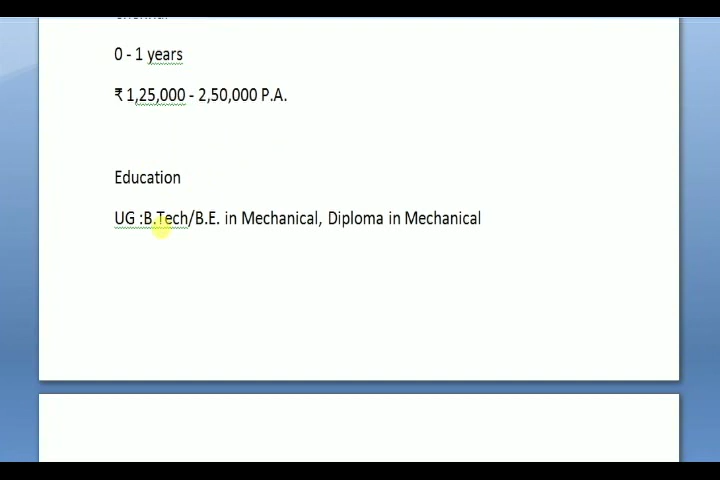 0 - 1 years
₹ 1,25,000 - 2,50,000 P.A.
Education
UG :B.Tech/B.E. in Mechanical, Diploma in Mechanical